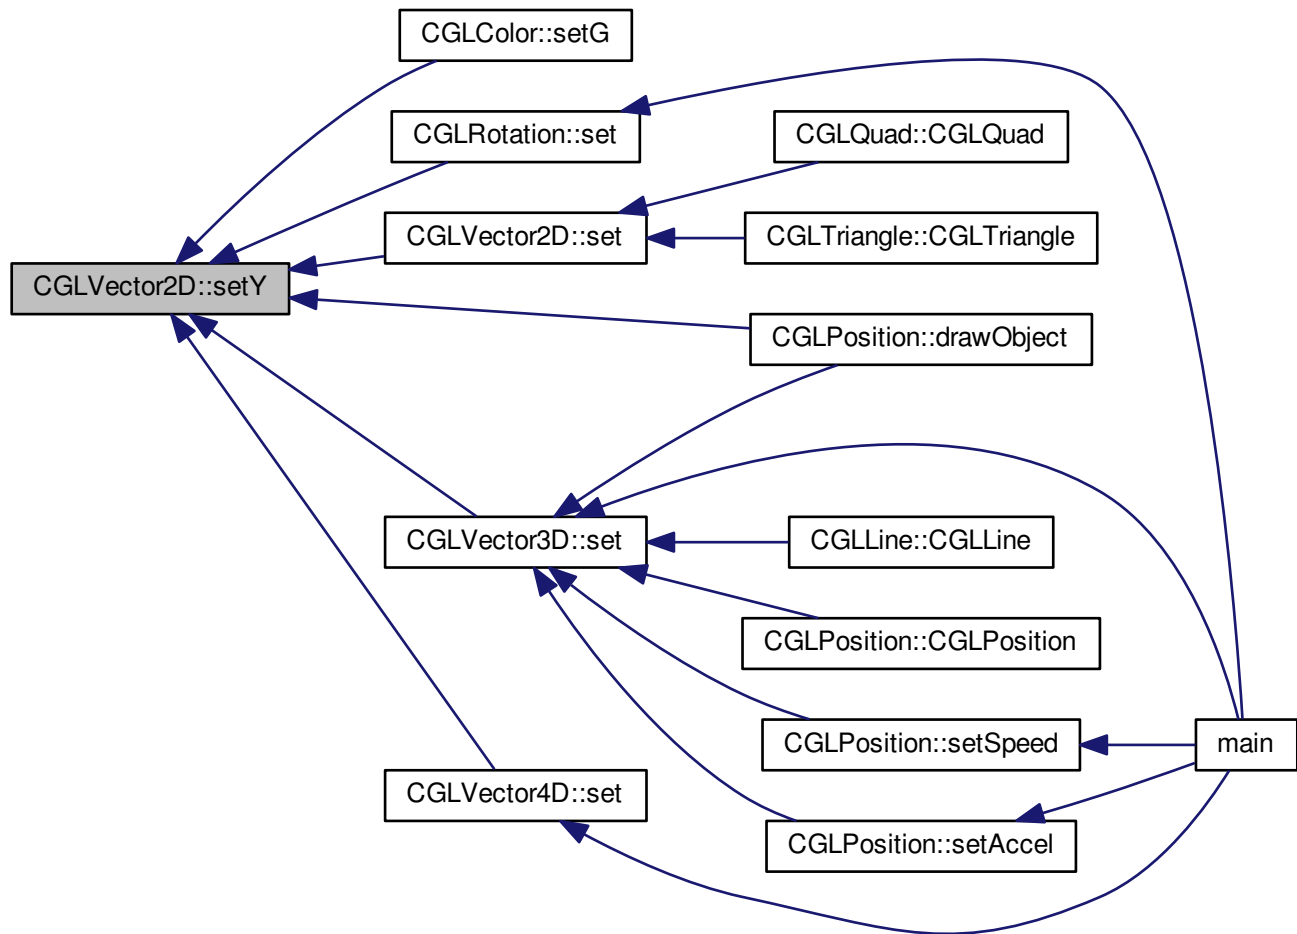 CGLColor::setG
CGLRotation::set
CGLQuad::CGLQuad
CGLVector2D::set
CGLTriangle::CGLTriangle
CGLVector2D::setY
CGLPosition::drawObject
CGLVector3D::set
CGLLine::CGLLine
CGLPosition::CGLPosition
CGLPosition::setSpeed
main
CGLVector4D::set
CGLPosition::setAccel